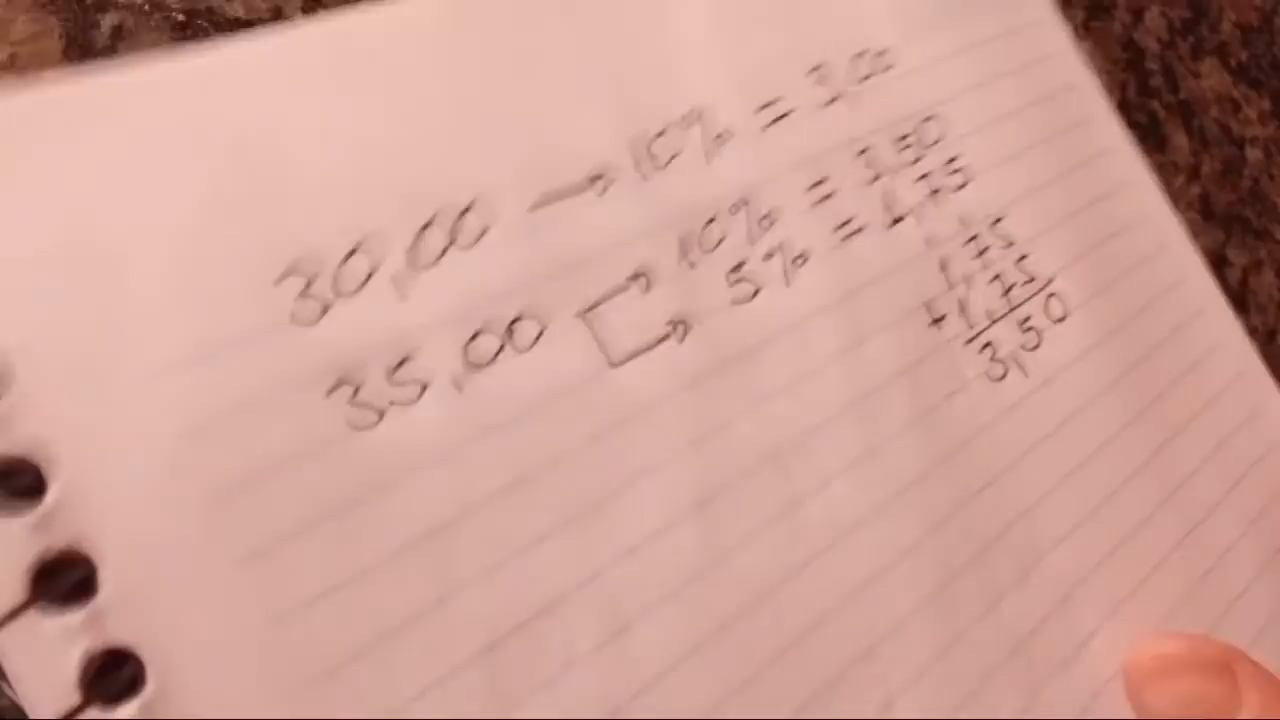 30,00 → 10% = 3,00
35,00 → 10% = 3,50
→ 5% = 1,75
1,75
+1,75
3,50